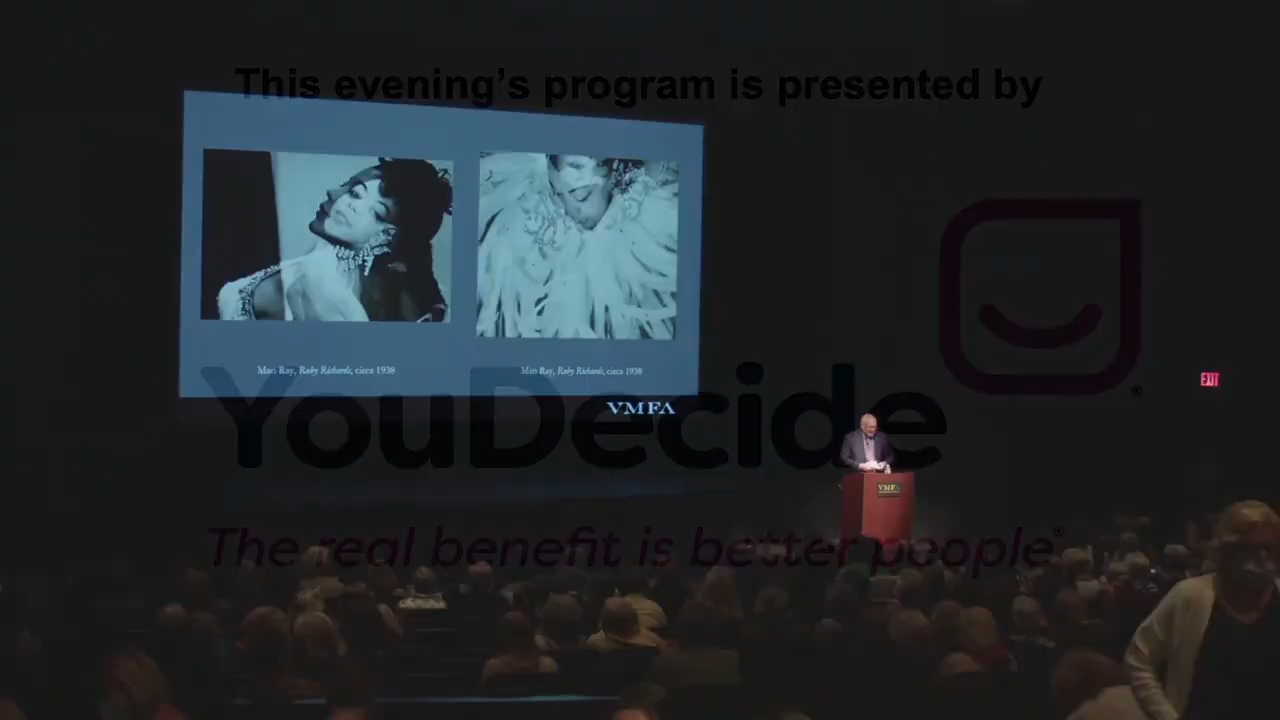 This evening's program is presented by
Man Ray, Ruby Richards, circa 1938
Man Ray, Ruby Richards, circa 1938
YouDecide®
VMFA
EXIT
VMFA
The real benefit is better people®